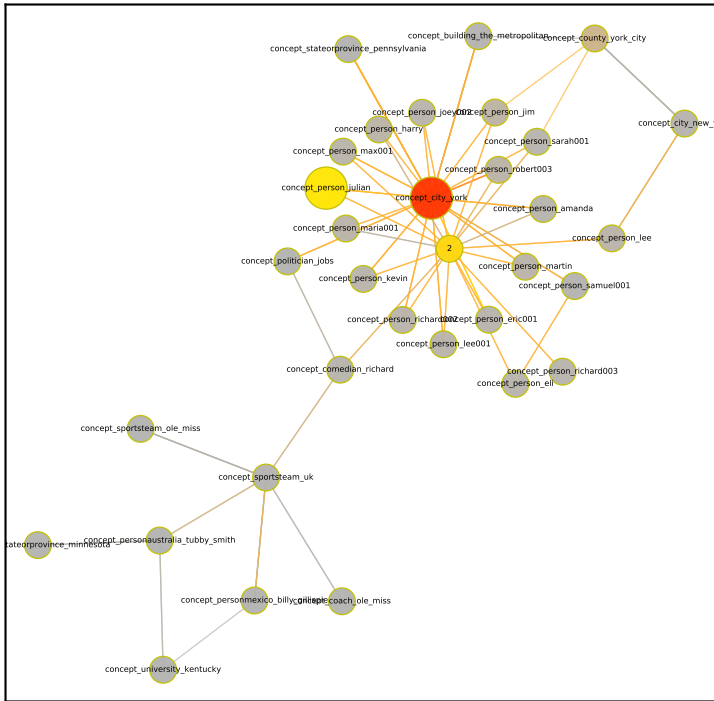 concept_building_the_metropolitan
concept_county_york_city
concept_stateorprovince_pennsylvania
concept_person_joey002
concept_person_jim
concept_city_new_
concept_person_harry
concept_person_sarah001
concept_person_max001
concept_person_robert003
concept_person_julian
concept_city_york
concept_person_amanda
concept_person_maria001
concept_person_lee
2
concept_politician_jobs
concept_person_martin
concept_person_kevin
concept_person_samuel001
concept_person_richard002
concept_person_eric001
concept_person_lee001
concept_comedian_richard
concept_person_richard003
concept_person_eli
concept_sportsteam_ole_miss
concept_sportsteam_uk
concept_personaustralia_tubby_smith
tateorprovince_minnesota
concept_personmexico_billy_gillispie
concept_coach_ole_miss
concept_university_kentucky